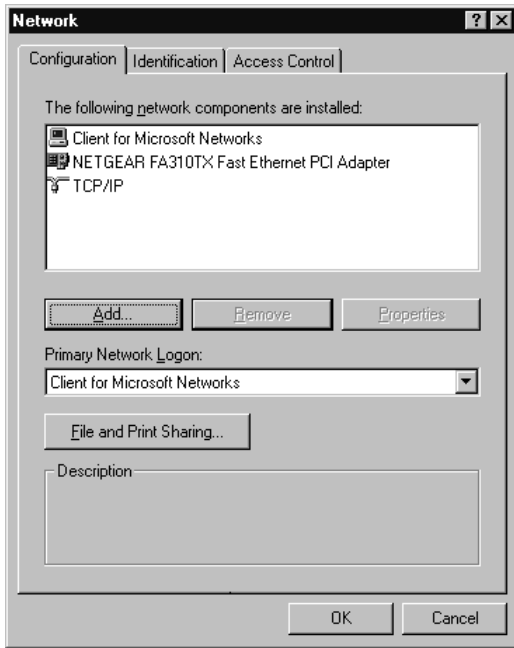 Network
Configuration Identification Access Control
The following network components are installed:
Client for Microsoft Networks
NETGEAR FA310TX Fast Ethernet PCI Adapter
TCP/IP
Add... Remove Properties
Primary Network Logon:
Client for Microsoft Networks
File and Print Sharing...
Description
OK Cancel